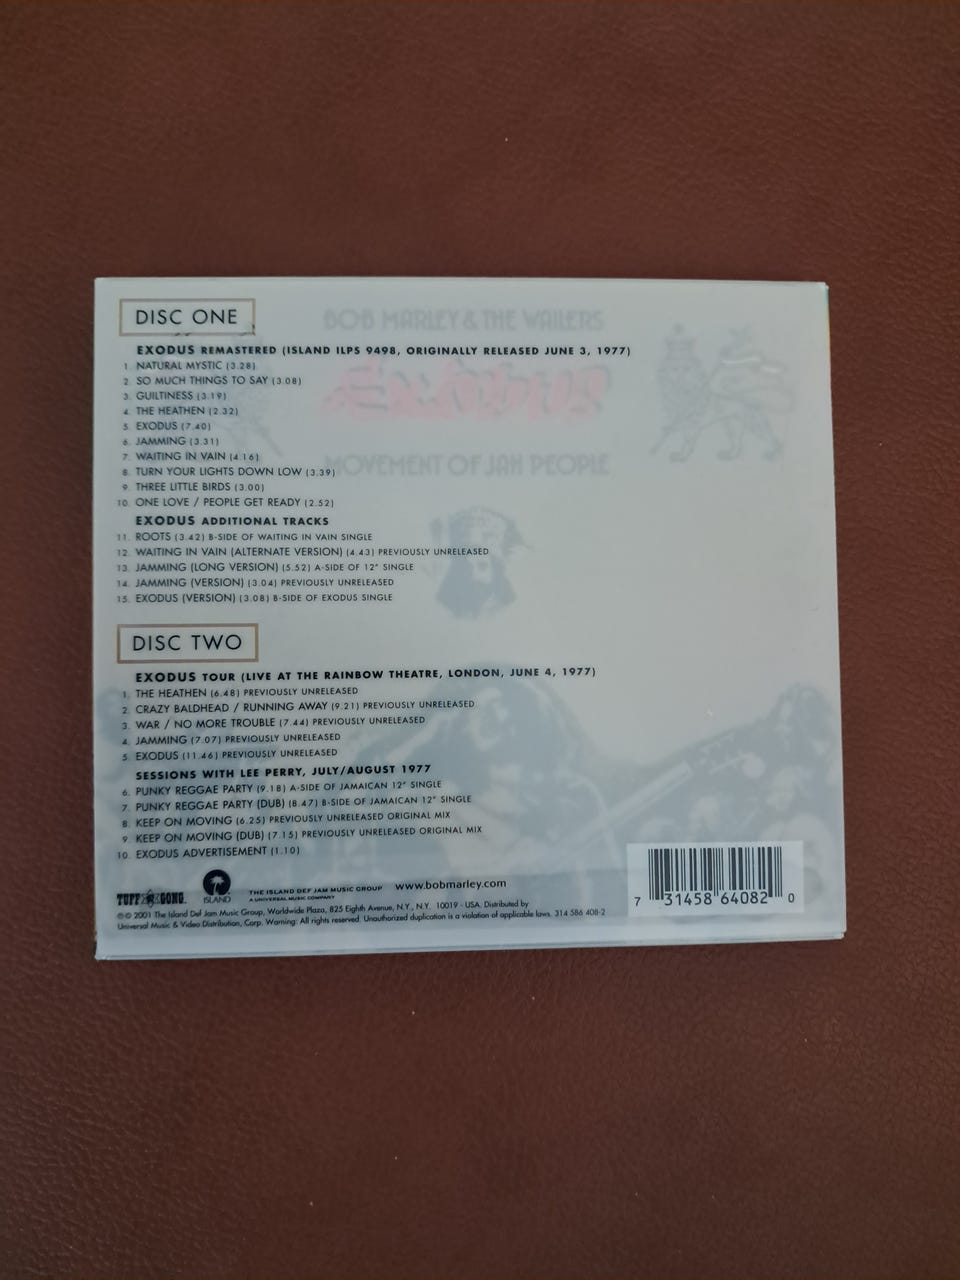 DISC ONE
BOB MARLEY & THE WAILERS
EXODUS REMASTERED (ISLAND ILPS 9498, ORIGINALLY RELEASED JUNE 3, 1977)
1. NATURAL MYSTIC (3.28)
2. SO MUCH THINGS TO SAY (3.08)
3. GUILTINESS (3.19)
4. THE HEATHEN (2.32)
5. EXODUS (7.40)
6. JAMMING (3.31)
7. WAITING IN VAIN (4.16)
MOVEMENT OF JAH PEOPLE
8. TURN YOUR LIGHTS DOWN LOW (3.39)
9. THREE LITTLE BIRDS (3.00)
10. ONE LOVE / PEOPLE GET READY (2.52)
EXODUS ADDITIONAL TRACKS
11. ROOTS (3.42) B-SIDE OF WAITING IN VAIN SINGLE
12. WAITING IN VAIN (ALTERNATE VERSION) (4.43) PREVIOUSLY UNRELEASED
13. JAMMING (LONG VERSION) (5.52) A-SIDE OF 12" SINGLE
14. JAMMING (VERSION) (3.04) PREVIOUSLY UNRELEASED
15. EXODUS (VERSION) (3.08) B-SIDE OF EXODUS SINGLE
DISC TWO
EXODUS TOUR (LIVE AT THE RAINBOW THEATRE, LONDON, JUNE 4, 1977)
1. THE HEATHEN (6.48) PREVIOUSLY UNRELEASED
2. CRAZY BALDHEAD / RUNNING AWAY (9.21) PREVIOUSLY UNRELEASED
3. WAR / NO MORE TROUBLE (7.44) PREVIOUSLY UNRELEASED
4. JAMMING (7.07) PREVIOUSLY UNRELEASED
5. EXODUS (11.46) PREVIOUSLY UNRELEASED
SESSIONS WITH LEE PERRY, JULY/AUGUST 1977
6. PUNKY REGGAE PARTY (9.18) A-SIDE OF JAMAICAN 12" SINGLE
7. PUNKY REGGAE PARTY (DUB) (8.47) B-SIDE OF JAMAICAN 12" SINGLE
8. KEEP ON MOVING (6.25) PREVIOUSLY UNRELEASED ORIGINAL MIX
9. KEEP ON MOVING (DUB) (7.15) PREVIOUSLY UNRELEASED ORIGINAL MIX
10. EXODUS ADVERTISEMENT (1.10)
TUFF GONG
ISLAND
THE ISLAND DEF JAM MUSIC GROUP
A UNIVERSAL MUSIC COMPANY
www.bobmarley.com
℗© 2001 The Island Def Jam Music Group, Worldwide Plaza, 825 Eighth Avenue, N.Y., N.Y. 10019 - USA. Distributed by
Universal Music & Video Distribution, Corp. Warning: All rights reserved. Unauthorized duplication is a violation of applicable laws. 314 586 408-2
7 31458 64082 0